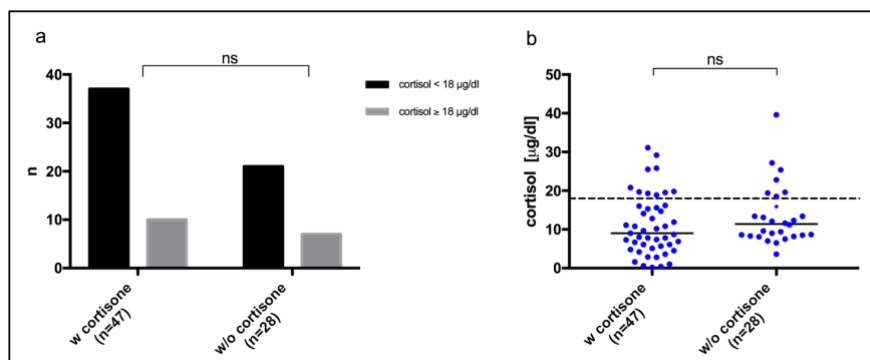 a
ns
40
30
20
10
0
n
cortisol < 18 µg/dl
cortisol ≥ 18 µg/dl
w cortisone
(n=47)
w/o cortisone
(n=28)
b
ns
50
40
30
20
10
0
cortisol [µg/dl]
w cortisone
(n=47)
w/o cortisone
(n=28)